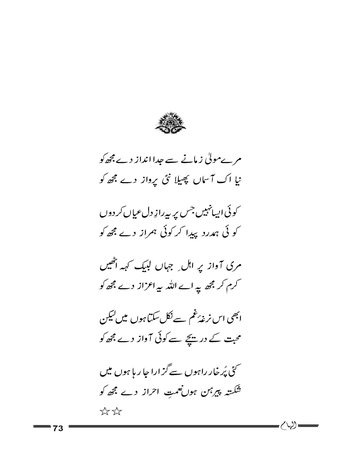 مرے مولیٰ زمانے سے جدا انداز دے مجھ کو
نیا اک آسماں پھیلا نئی پرواز دے مجھ کو
کوئی ایسا نہیں جس پر یہ رازِ دل عیاں کر دوں
کوئی ہمدرد پیدا کر کوئی ہمراز دے مجھ کو
مری آواز پر اہلِ جہاں لبیک کہہ اٹھیں
کرم کر مجھ پہ اے اللہ یہ اعزاز دے مجھ کو
ابھی اس نرغۂ غم سے نکل سکتا ہوں میں لیکن
محبت کے دریچے سے کوئی آواز دے مجھ کو
کئی پُر خار راہوں سے گزارا جا رہا ہوں میں
شکستہ پیرہن ہوں نعمتِ احراز دے مجھ کو
☆☆
73